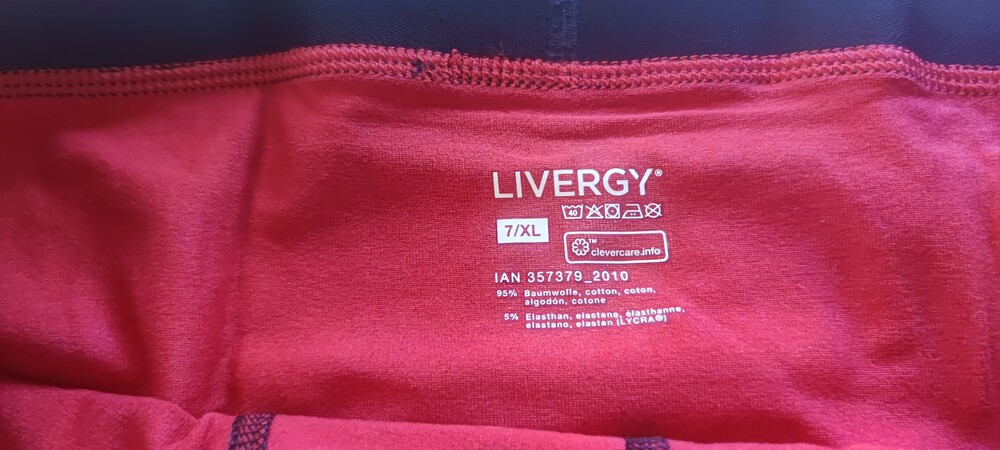 LIVERGY®
40
7/XL
™
clevercare.info
IAN 357379_2010
95% Baumwolle, cotton, coton,
algodón, cotone
5% Elasthan, elastane, élasthanne,
elastano, elastan (LYCRA®)